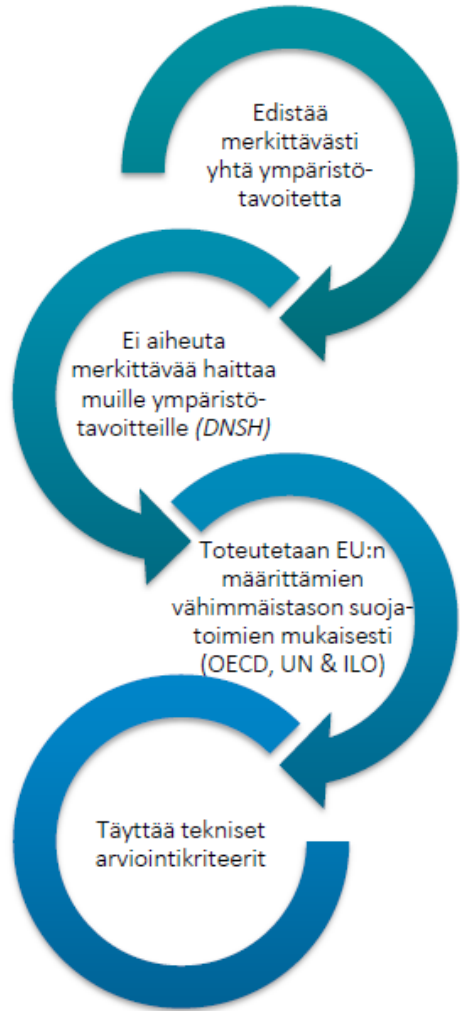 Edistää
merkittävästi
yhtä ympäristö-
tavoitetta
Ei aiheuta
merkittävää haittaa
muille ympäristö-
tavoitteille (DNSH)
Toteutetaan EU:n
määrittämien
vähimmäistason suoja-
toimien mukaisesti
(OECD, UN & ILO)
Täyttää tekniset
arviointikriteerit